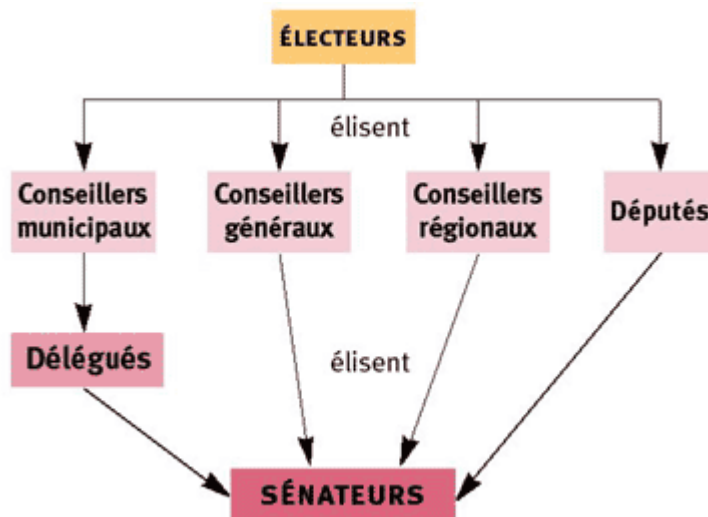 ÉLECTEURS
élisent
Conseillers
municipaux
Conseillers
généraux
Conseillers
régionaux
Députés
Délégués
élisent
SÉNATEURS